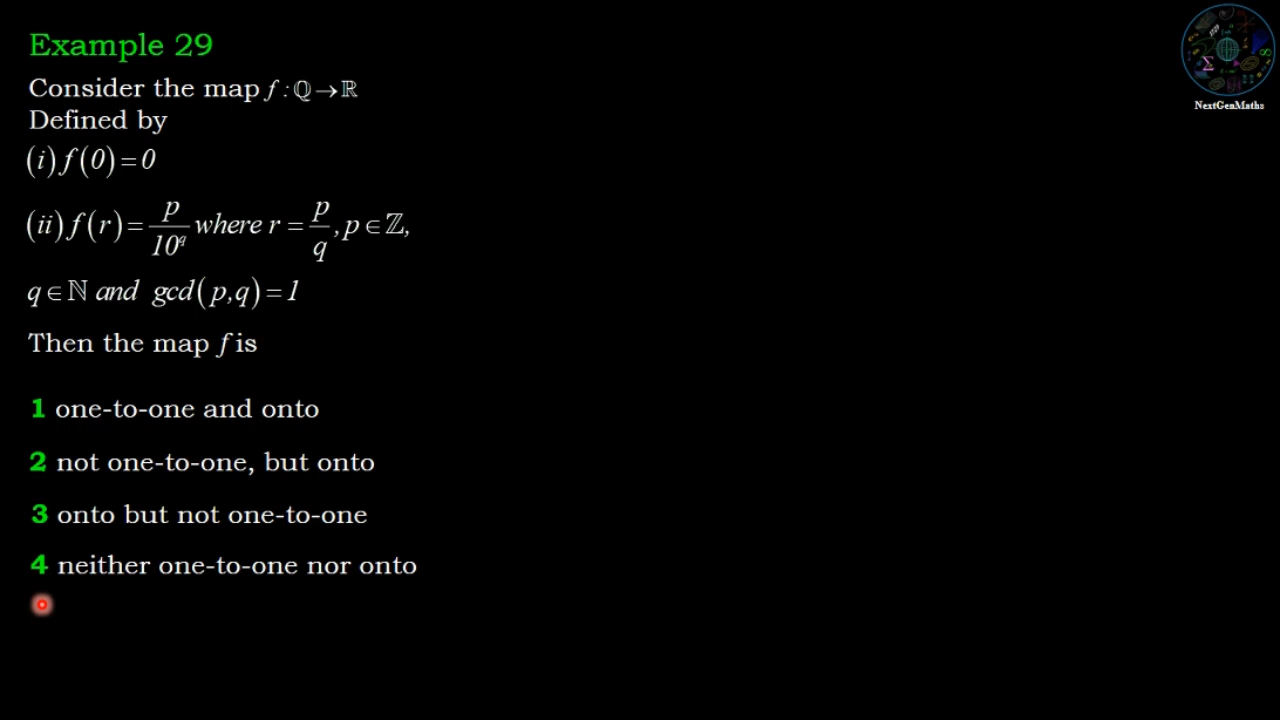 Example 29
Consider the map f : ℚ → ℝ
Defined by
(i) f(0) = 0
(ii) f(r) = p/10^q where r = p/q, p ∈ ℤ,
q ∈ ℕ and gcd(p,q) = 1
Then the map f is
1 one-to-one and onto
2 not one-to-one, but onto
3 onto but not one-to-one
4 neither one-to-one nor onto
NextGenMaths